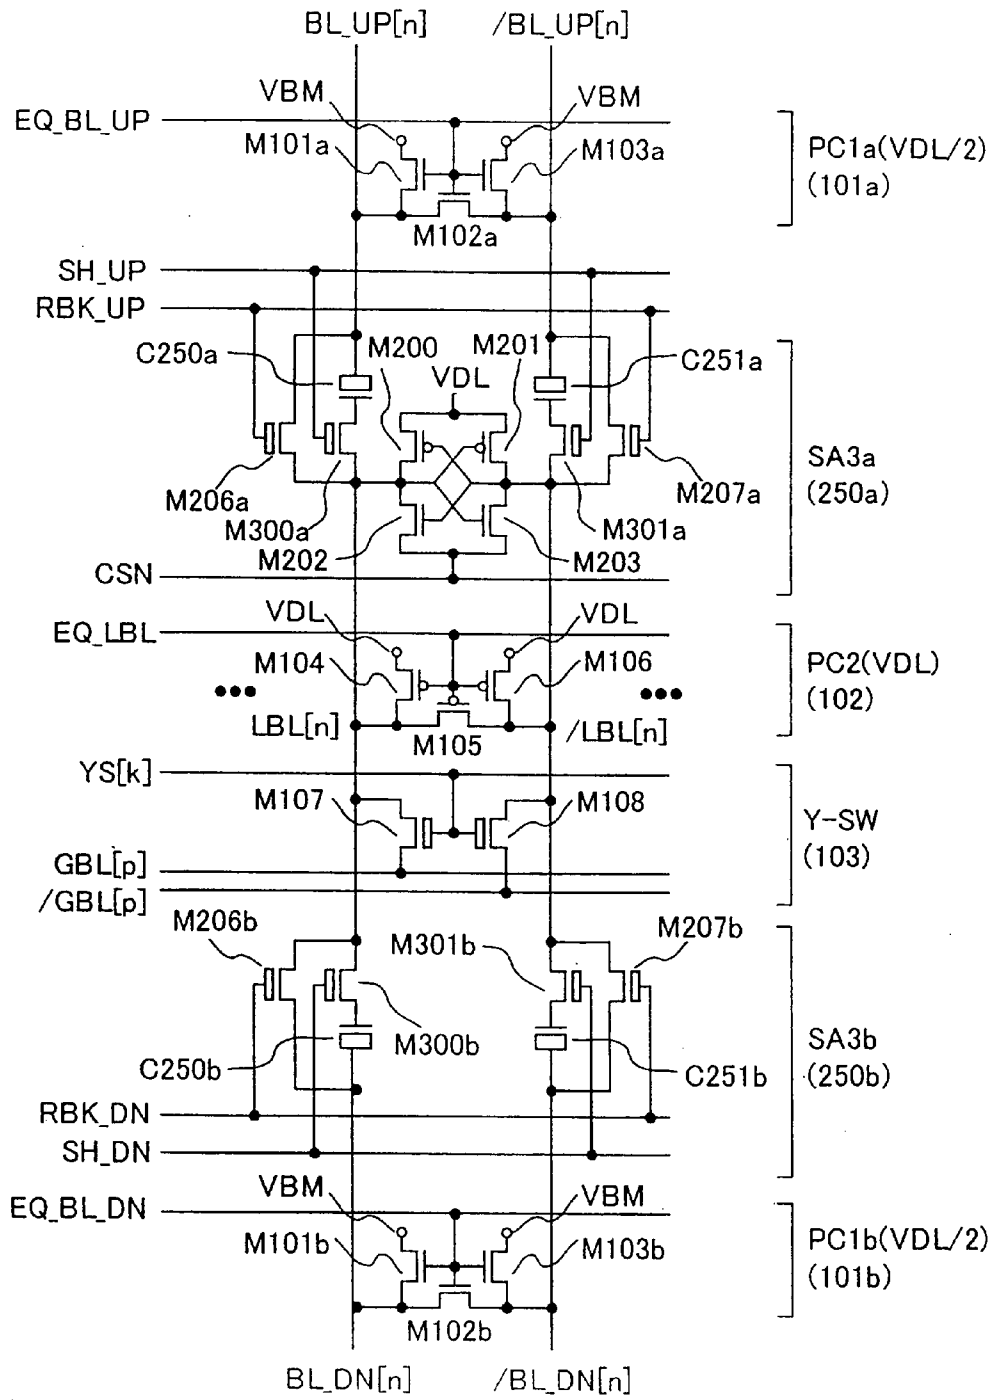 BL_UP[n] /BL_UP[n]
VBM VBM
EQ_BL_UP
M101a M103a
PC1a(VDL/2)
(101a)
M102a
SH_UP
RBK_UP
M200 M201
C250a C251a
VDL
SA3a
(250a)
M206a M207a
M300a M301a
M202 M203
CSN
VDL VDL
EQ_LBL
M104 M106
PC2(VDL)
(102)
LBL[n] /LBL[n]
M105
YS[k]
M107 M108
Y-SW
(103)
GBL[p]
/GBL[p]
M206b M207b
M301b
M300b
SA3b
(250b)
C250b C251b
RBK_DN
SH_DN
VBM VBM
EQ_BL_DN
M101b M103b
PC1b(VDL/2)
(101b)
M102b
BL_DN[n] /BL_DN[n]